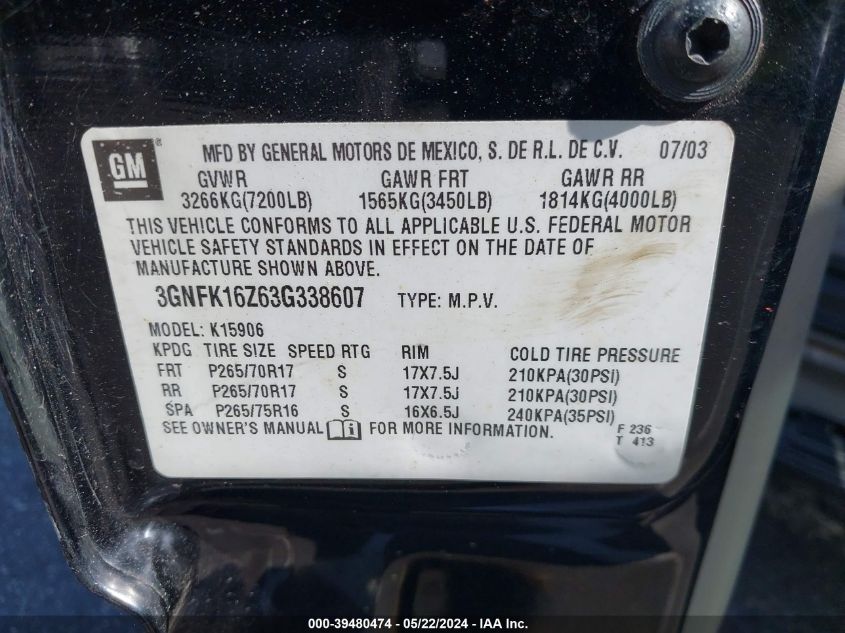 GM ® MFD BY GENERAL MOTORS DE MEXICO, S. DE R.L. DE C.V. 07/03
GVWR GAWR FRT GAWR RR
3266KG(7200LB) 1565KG(3450LB) 1814KG(4000LB)
THIS VEHICLE CONFORMS TO ALL APPLICABLE U.S. FEDERAL MOTOR
VEHICLE SAFETY STANDARDS IN EFFECT ON THE DATE OF
MANUFACTURE SHOWN ABOVE.
3GNFK16Z63G338607 TYPE: M.P.V.
MODEL: K15906
KPDG TIRE SIZE SPEED RTG RIM COLD TIRE PRESSURE
FRT P265/70R17 S 17X7.5J 210KPA(30PSI)
RR P265/70R17 S 17X7.5J 210KPA(30PSI)
SPA P265/75R16 S 16X6.5J 240KPA(35PSI)
SEE OWNER'S MANUAL i FOR MORE INFORMATION. F 236
T 413
000-39480474 / 05/22/2024 - IAA Inc.